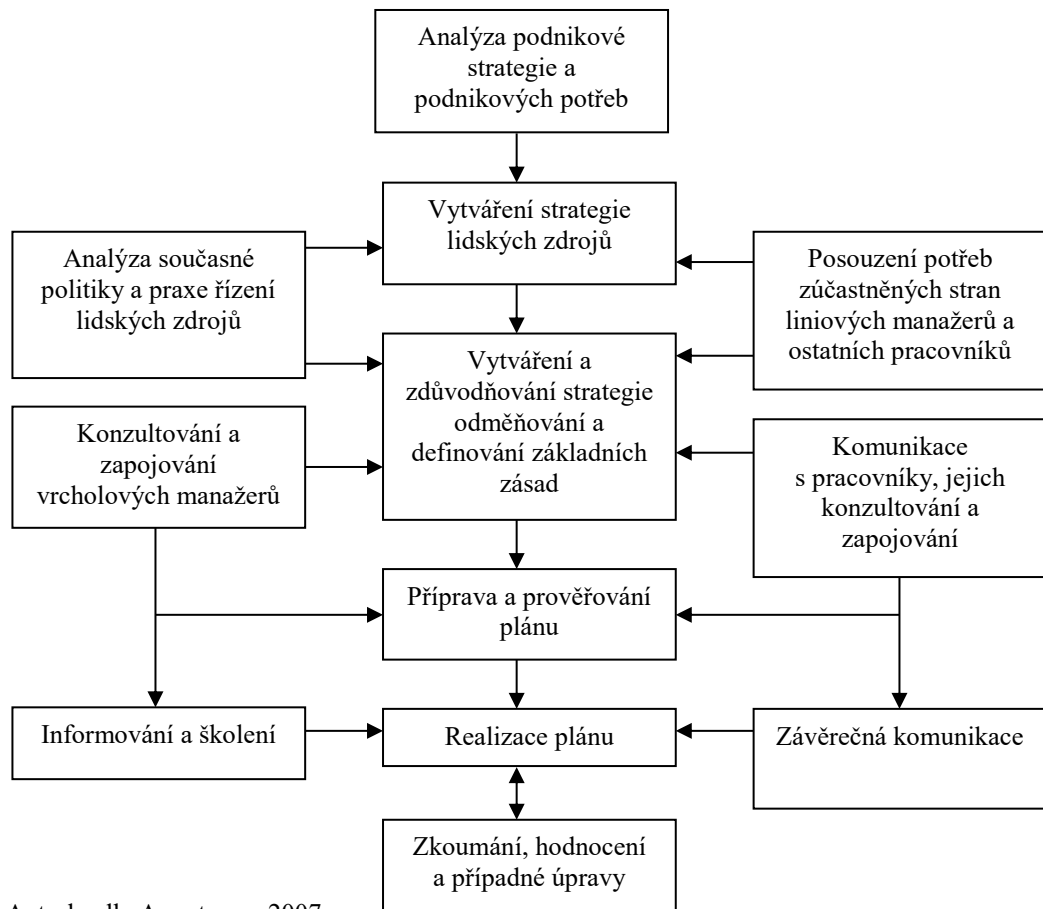 Analýza podnikové
strategie a
podnikových potřeb
Vytváření strategie
lidských zdrojů
Analýza současné
politiky a praxe řízení
lidských zdrojů
Posouzení potřeb
zúčastněných stran
liniových manažerů a
ostatních pracovníků
Vytváření a
zdůvodňování strategie
odměňování a
definování základních
zásad
Konzultování a
zapojování
vrcholových manažerů
Komunikace
s pracovníky, jejich
konzultování a
zapojování
Příprava a prověřování
plánu
Informování a školení
Realizace plánu
Závěrečná komunikace
Zkoumání, hodnocení
a případné úpravy